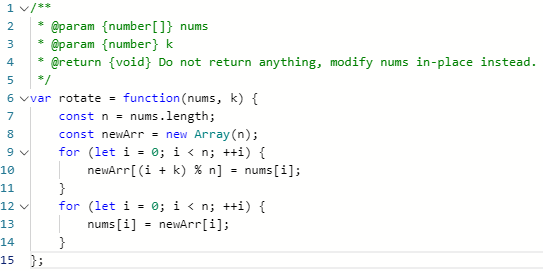 1 /**
2  * @param {number[]} nums
3  * @param {number} k
4  * @return {void} Do not return anything, modify nums in-place instead.
5  */
6 var rotate = function(nums, k) {
7     const n = nums.length;
8     const newArr = new Array(n);
9     for (let i = 0; i < n; ++i) {
10         newArr[(i + k) % n] = nums[i];
11     }
12     for (let i = 0; i < n; ++i) {
13         nums[i] = newArr[i];
14     }
15 };